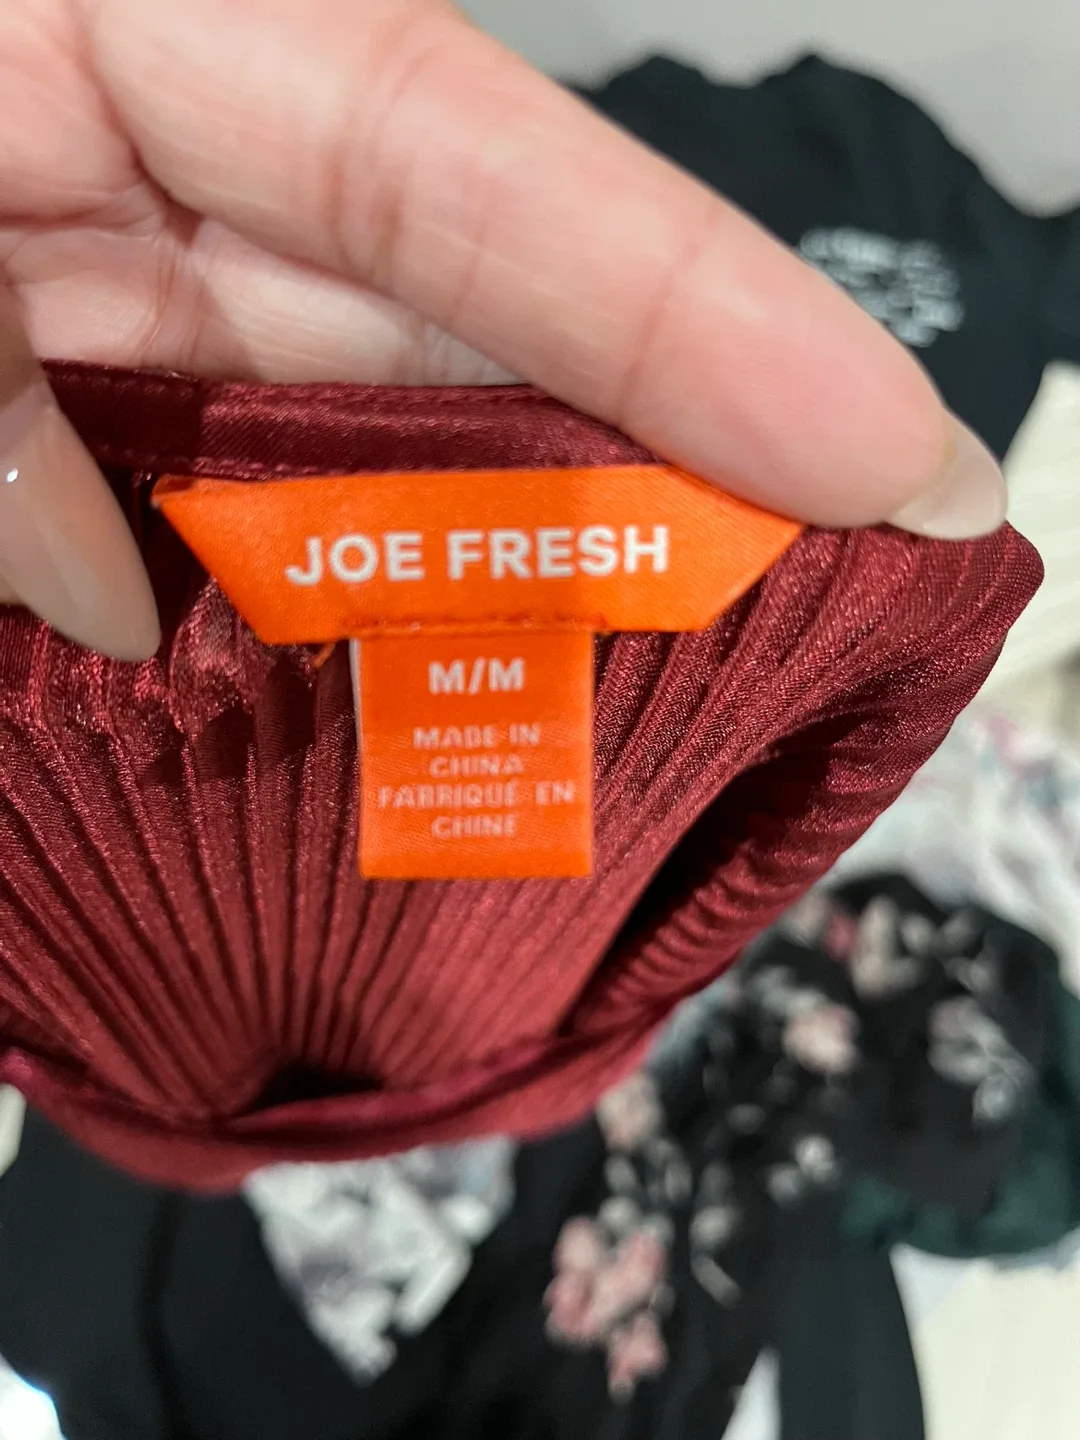 JOE FRESH
M/M
MADE IN
CHINA
FABRIQUÉ EN
CHINE